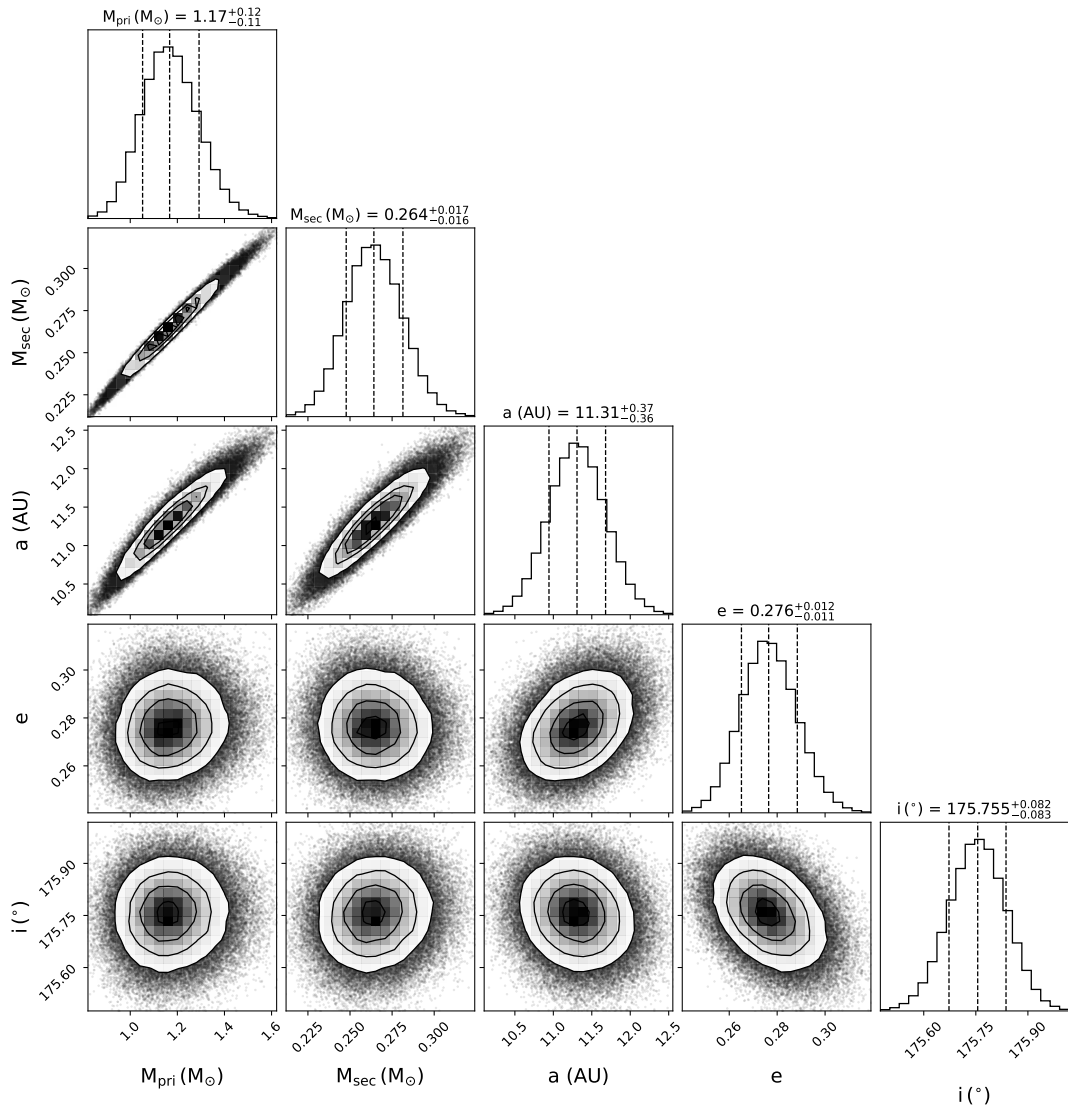 M_pri (M_⊙) = 1.17^{+0.12}_{−0.11}
M_sec (M_⊙) = 0.264^{+0.017}_{−0.016}
M_sec (M_⊙)
0.300
0.275
0.250
0.225
a (AU) = 11.31^{+0.37}_{−0.36}
a (AU)
12.5
12.0
11.5
11.0
10.5
e = 0.276^{+0.012}_{−0.011}
e
0.30
0.28
0.26
i (°) = 175.755^{+0.082}_{−0.083}
i (°)
175.90
175.75
175.60
1.0 1.2 1.4 1.6
0.225 0.250 0.275 0.300
10.5 11.0 11.5 12.0 12.5
0.26 0.28 0.30
175.60 175.75 175.90
M_pri (M_⊙)
M_sec (M_⊙)
a (AU)
e
i (°)